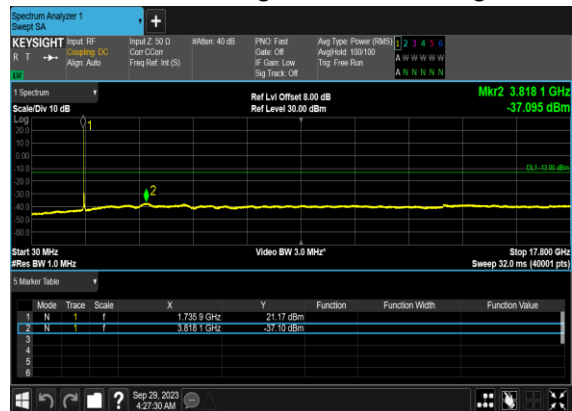 Spectrum Analyzer 1
Swept SA
+
KEYSIGHT Input: RF Input Z: 50 Ω #Atten: 40 dB PNO: Fast Avg Type: Power (RMS) 1 2 3 4 5 6
R T Coupling: DC Corr CCorr Gate: Off Avg|Hold: 100/100 A W W W W W
Align: Auto Freq Ref: Int (S) IF Gain: Low Trig: Free Run
LW Sig Track: Off A N N N N N
1 Spectrum Ref Lvl Offset 8.00 dB Mkr2 3.818 1 GHz
Scale/Div 10 dB Ref Level 30.00 dBm -37.095 dBm
Log
20.0
10.0
0.00
-10.0
-20.0
-30.0
-40.0
-50.0
-60.0
1
DL1 -13.00 dBm
2
Start 30 MHz Video BW 3.0 MHz* Stop 17.800 GHz
#Res BW 1.0 MHz Sweep 32.0 ms (40001 pts)
5 Marker Table
Mode Trace Scale X Y Function Function Width Function Value
1 N 1 f 1.735 9 GHz 21.17 dBm
2 N 1 f 3.818 1 GHz -37.10 dBm
3
4
5
6
? Sep 29, 2023
4:27:30 AM